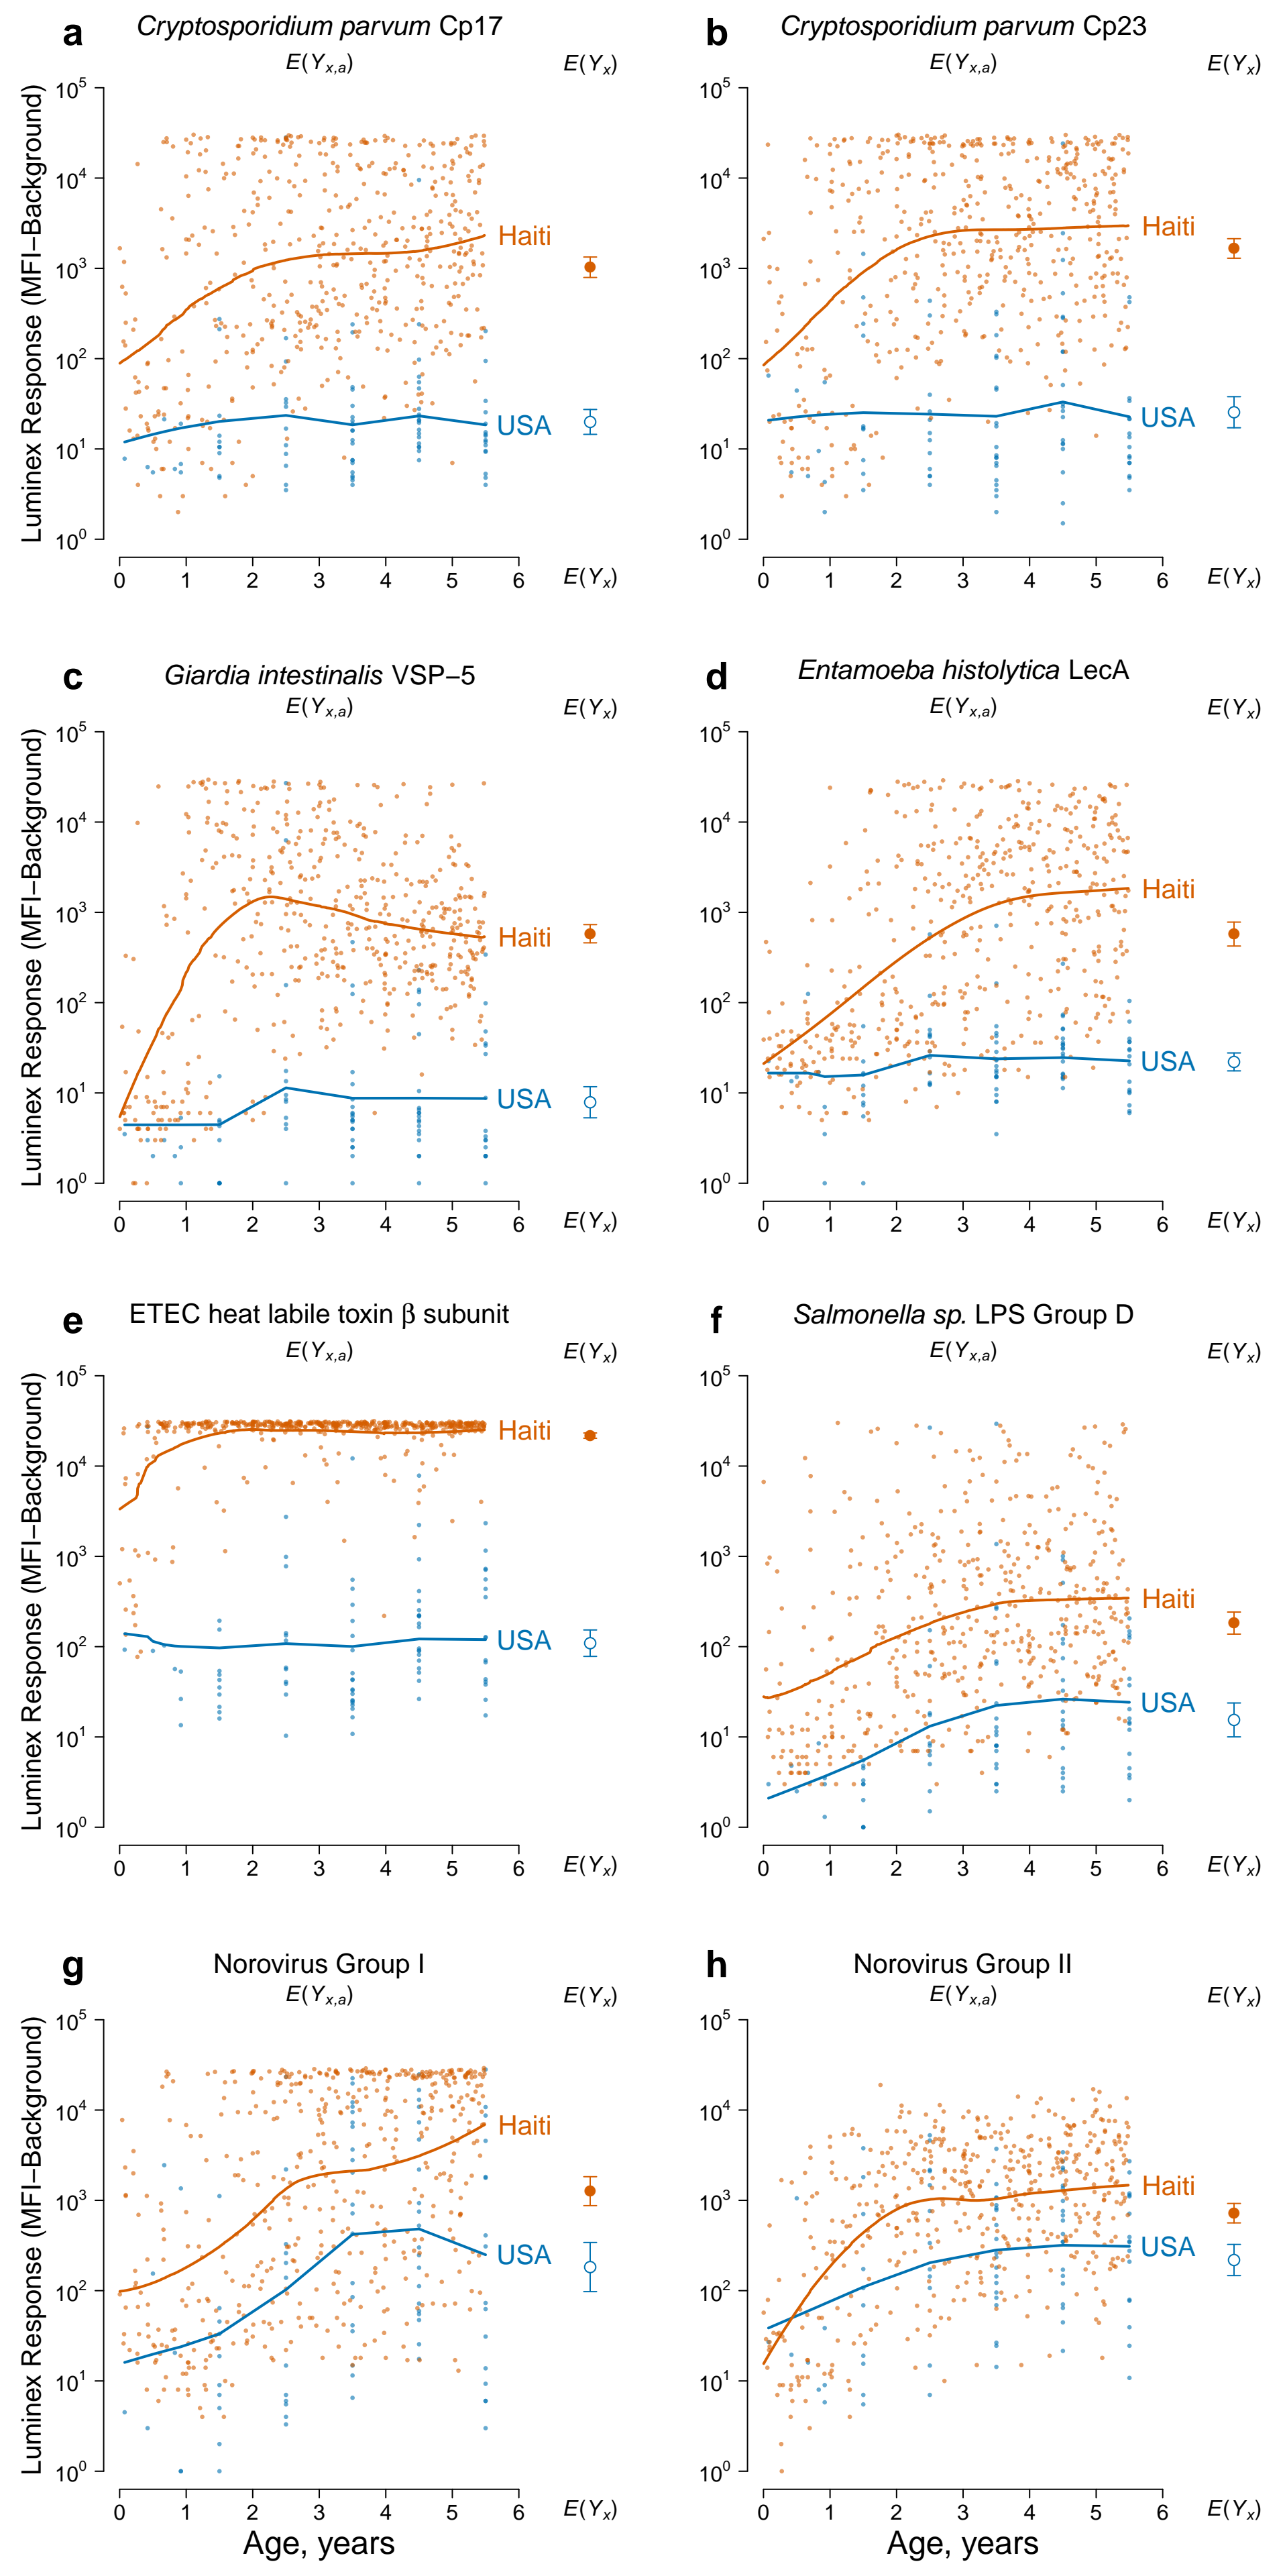 a Cryptosporidium parvum Cp17
E(Yx,a) E(Yx)
Luminex Response (MFI−Background)
10^5
10^4
10^3
10^2
10^1
10^0
Haiti
USA
0 1 2 3 4 5 6 E(Yx)
b Cryptosporidium parvum Cp23
E(Yx,a) E(Yx)
10^5
10^4
10^3
10^2
10^1
10^0
Haiti
USA
0 1 2 3 4 5 6 E(Yx)
c Giardia intestinalis VSP−5
E(Yx,a) E(Yx)
Luminex Response (MFI−Background)
10^5
10^4
10^3
10^2
10^1
10^0
Haiti
USA
0 1 2 3 4 5 6 E(Yx)
d Entamoeba histolytica LecA
E(Yx,a) E(Yx)
10^5
10^4
10^3
10^2
10^1
10^0
Haiti
USA
0 1 2 3 4 5 6 E(Yx)
e ETEC heat labile toxin β subunit
E(Yx,a) E(Yx)
Luminex Response (MFI−Background)
10^5
10^4
10^3
10^2
10^1
10^0
Haiti
USA
0 1 2 3 4 5 6 E(Yx)
f Salmonella sp. LPS Group D
E(Yx,a) E(Yx)
10^5
10^4
10^3
10^2
10^1
10^0
Haiti
USA
0 1 2 3 4 5 6 E(Yx)
g Norovirus Group I
E(Yx,a) E(Yx)
Luminex Response (MFI−Background)
10^5
10^4
10^3
10^2
10^1
10^0
Haiti
USA
0 1 2 3 4 5 6 E(Yx)
Age, years
h Norovirus Group II
E(Yx,a) E(Yx)
10^5
10^4
10^3
10^2
10^1
10^0
Haiti
USA
0 1 2 3 4 5 6 E(Yx)
Age, years